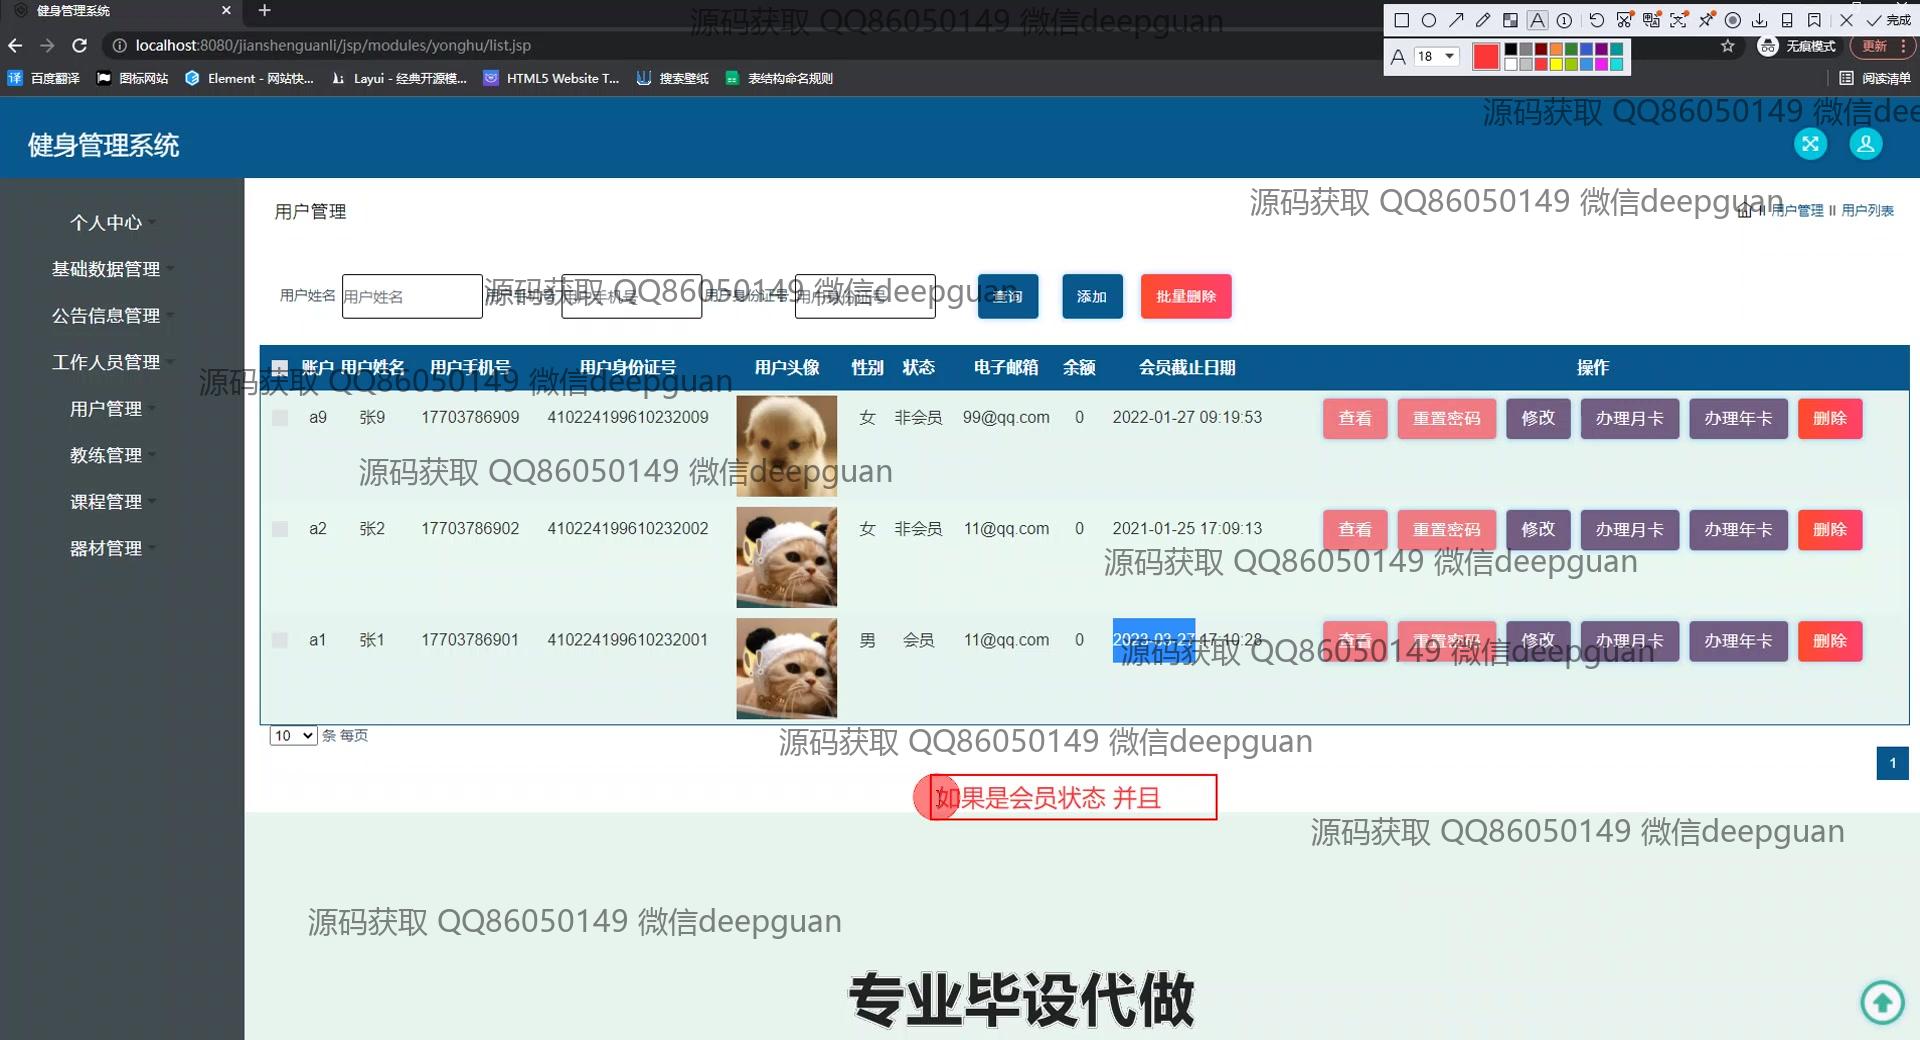 健身管理系统
localhost:8080/jianshenguanli/jsp/modules/yonghu/list.jsp
源码获取 QQ86050149 微信deepguan
完成
18
无痕模式
更新
百度翻译
图标网站
Element - 网站快...
Layui - 经典开源模...
HTML5 Website T...
搜索壁纸
表结构命名规则
阅读清单
源码获取 QQ86050149 微信dee
健身管理系统
个人中心
基础数据管理
公告信息管理
工作人员管理
用户管理
教练管理
课程管理
器材管理
用户管理
源码获取 QQ86050149 微信deepguan
用户管理 用户列表
用户姓名 用户姓名
源码获取 QQ86050149 微信deepguan
查询 添加 批量删除
账户 用户姓名 用户手机号 用户身份证号 用户头像 性别 状态 电子邮箱 余额 会员截止日期 操作
源码获取 QQ86050149 微信deepguan
a9 张9 17703786909 410224199610232009 女 非会员 99@qq.com 0 2022-01-27 09:19:53 查看 重置密码 修改 办理月卡 办理年卡 删除
源码获取 QQ86050149 微信deepguan
a2 张2 17703786902 410224199610232002 女 非会员 11@qq.com 0 2021-01-25 17:09:13 查看 重置密码 修改 办理月卡 办理年卡 删除
源码获取 QQ86050149 微信deepguan
a1 张1 17703786901 410224199610232001 男 会员 11@qq.com 0 2023-03-27 17:10:28 查看 重置密码 修改 办理月卡 办理年卡 删除
源码获取 QQ86050149 微信deepguan
10 条 每页
源码获取 QQ86050149 微信deepguan
1
如果是会员状态 并且
源码获取 QQ86050149 微信deepguan
源码获取 QQ86050149 微信deepguan
专业毕设代做